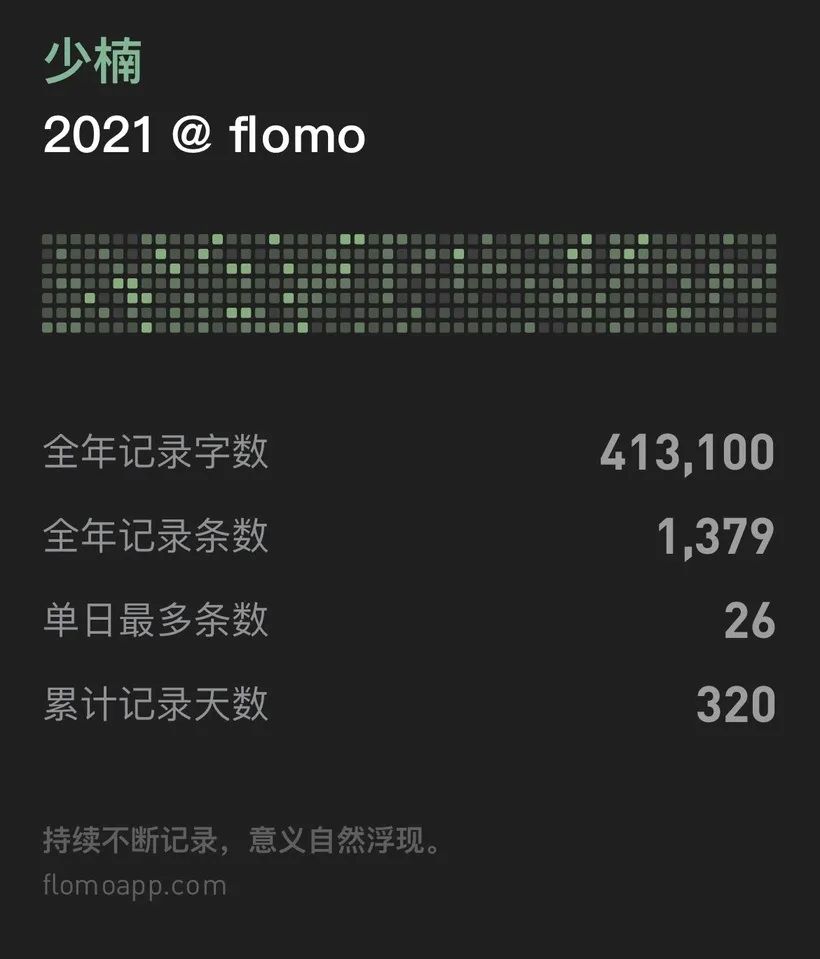 少楠
2021 @ flomo
全年记录字数 413,100
全年记录条数 1,379
单日最多条数 26
累计记录天数 320
持续不断记录，意义自然浮现。
flomoapp.com